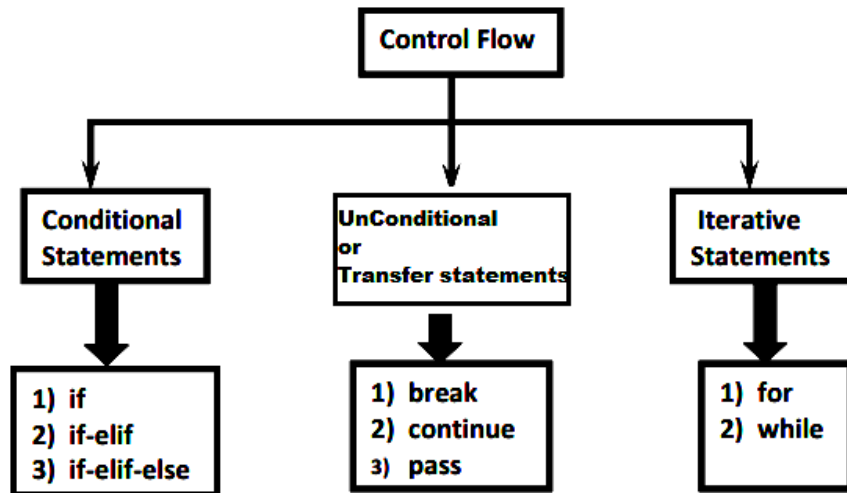 Control Flow
Conditional
Statements
UnConditional
or
Transfer statements
Iterative
Statements
1) if
2) if-elif
3) if-elif-else
1) break
2) continue
3) pass
1) for
2) while